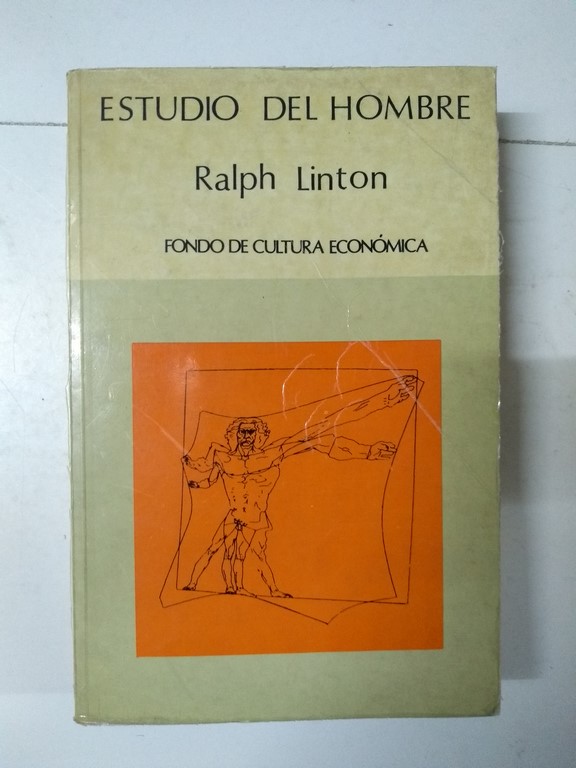 ESTUDIO DEL HOMBRE
Ralph Linton
FONDO DE CULTURA ECONÓMICA